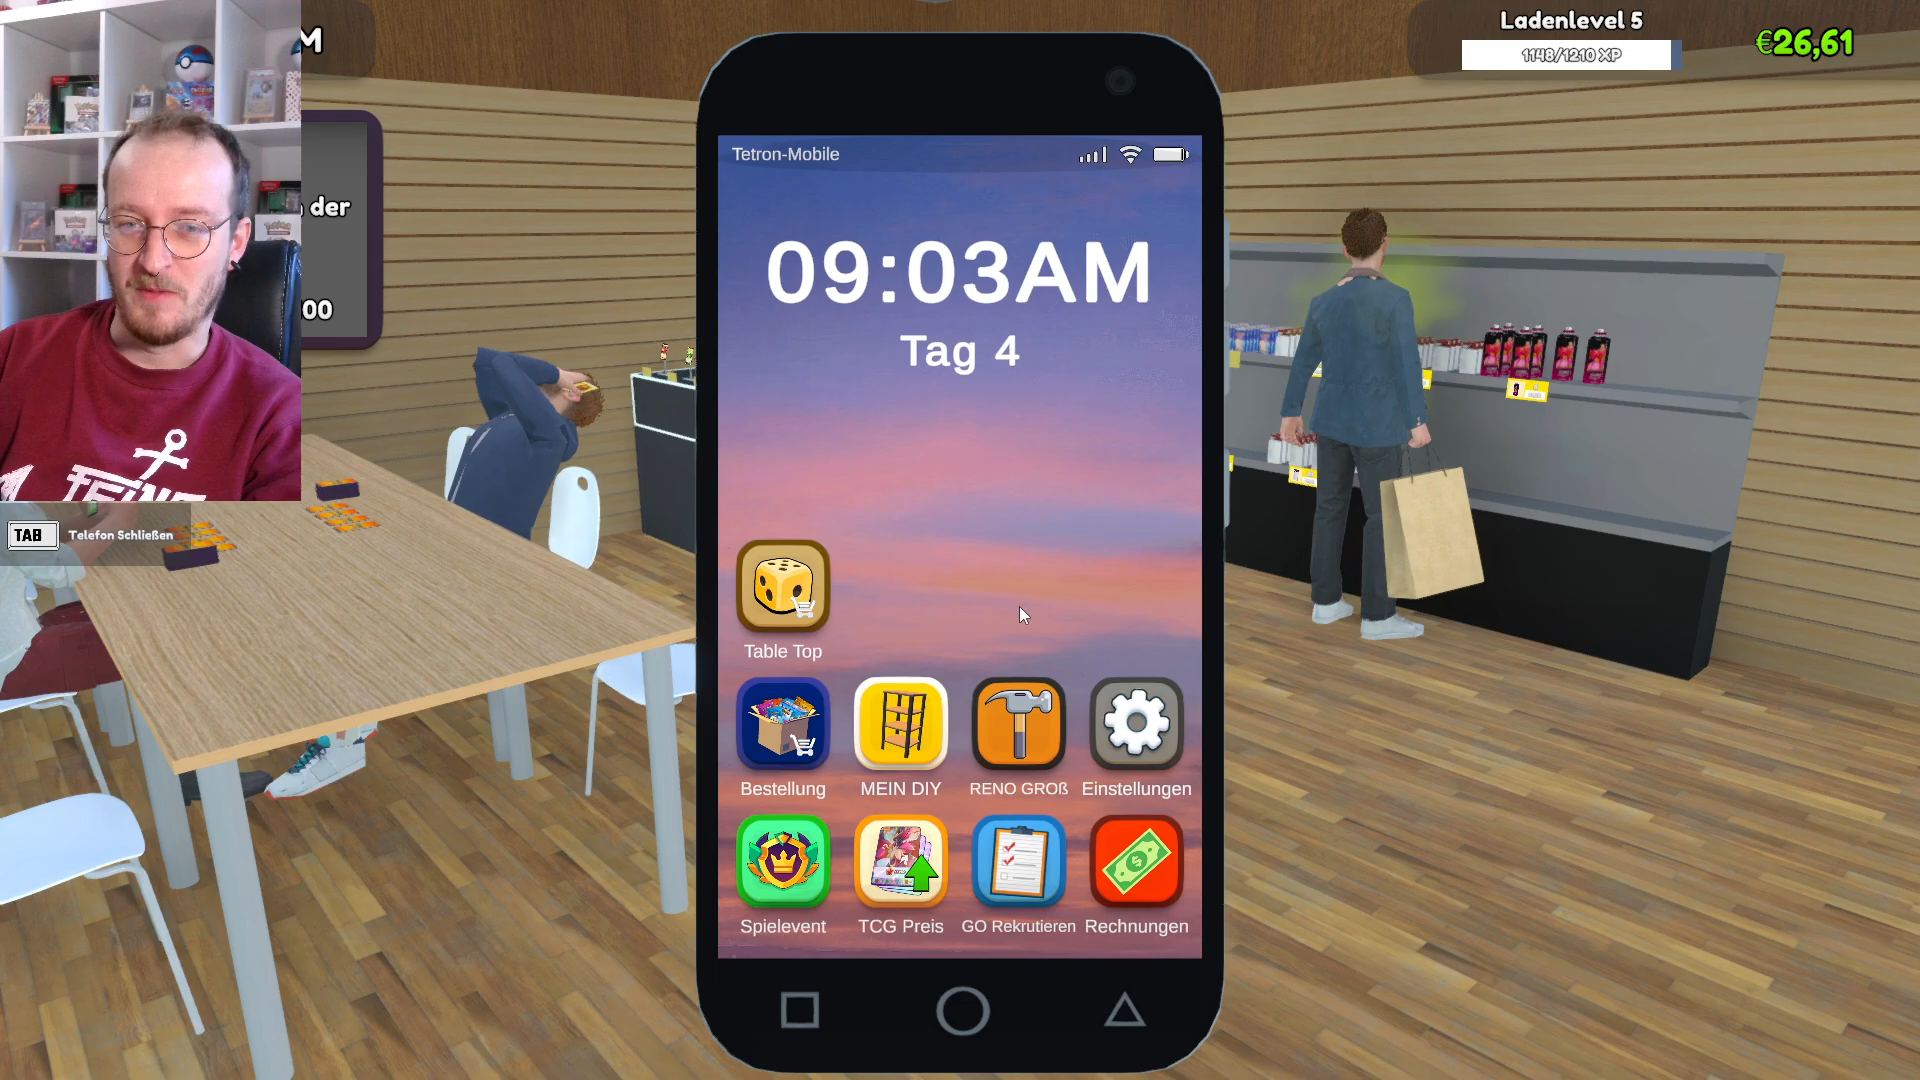 M
Ladenlevel 5
1148/1210 XP
€26,61
der
00
TAB
Telefon Schließen
Tetron-Mobile
09:03AM
Tag 4
Table Top
Bestellung
MEIN DIY
RENO GROß
Einstellungen
Spielevent
TCG Preis
GO Rekrutieren
Rechnungen